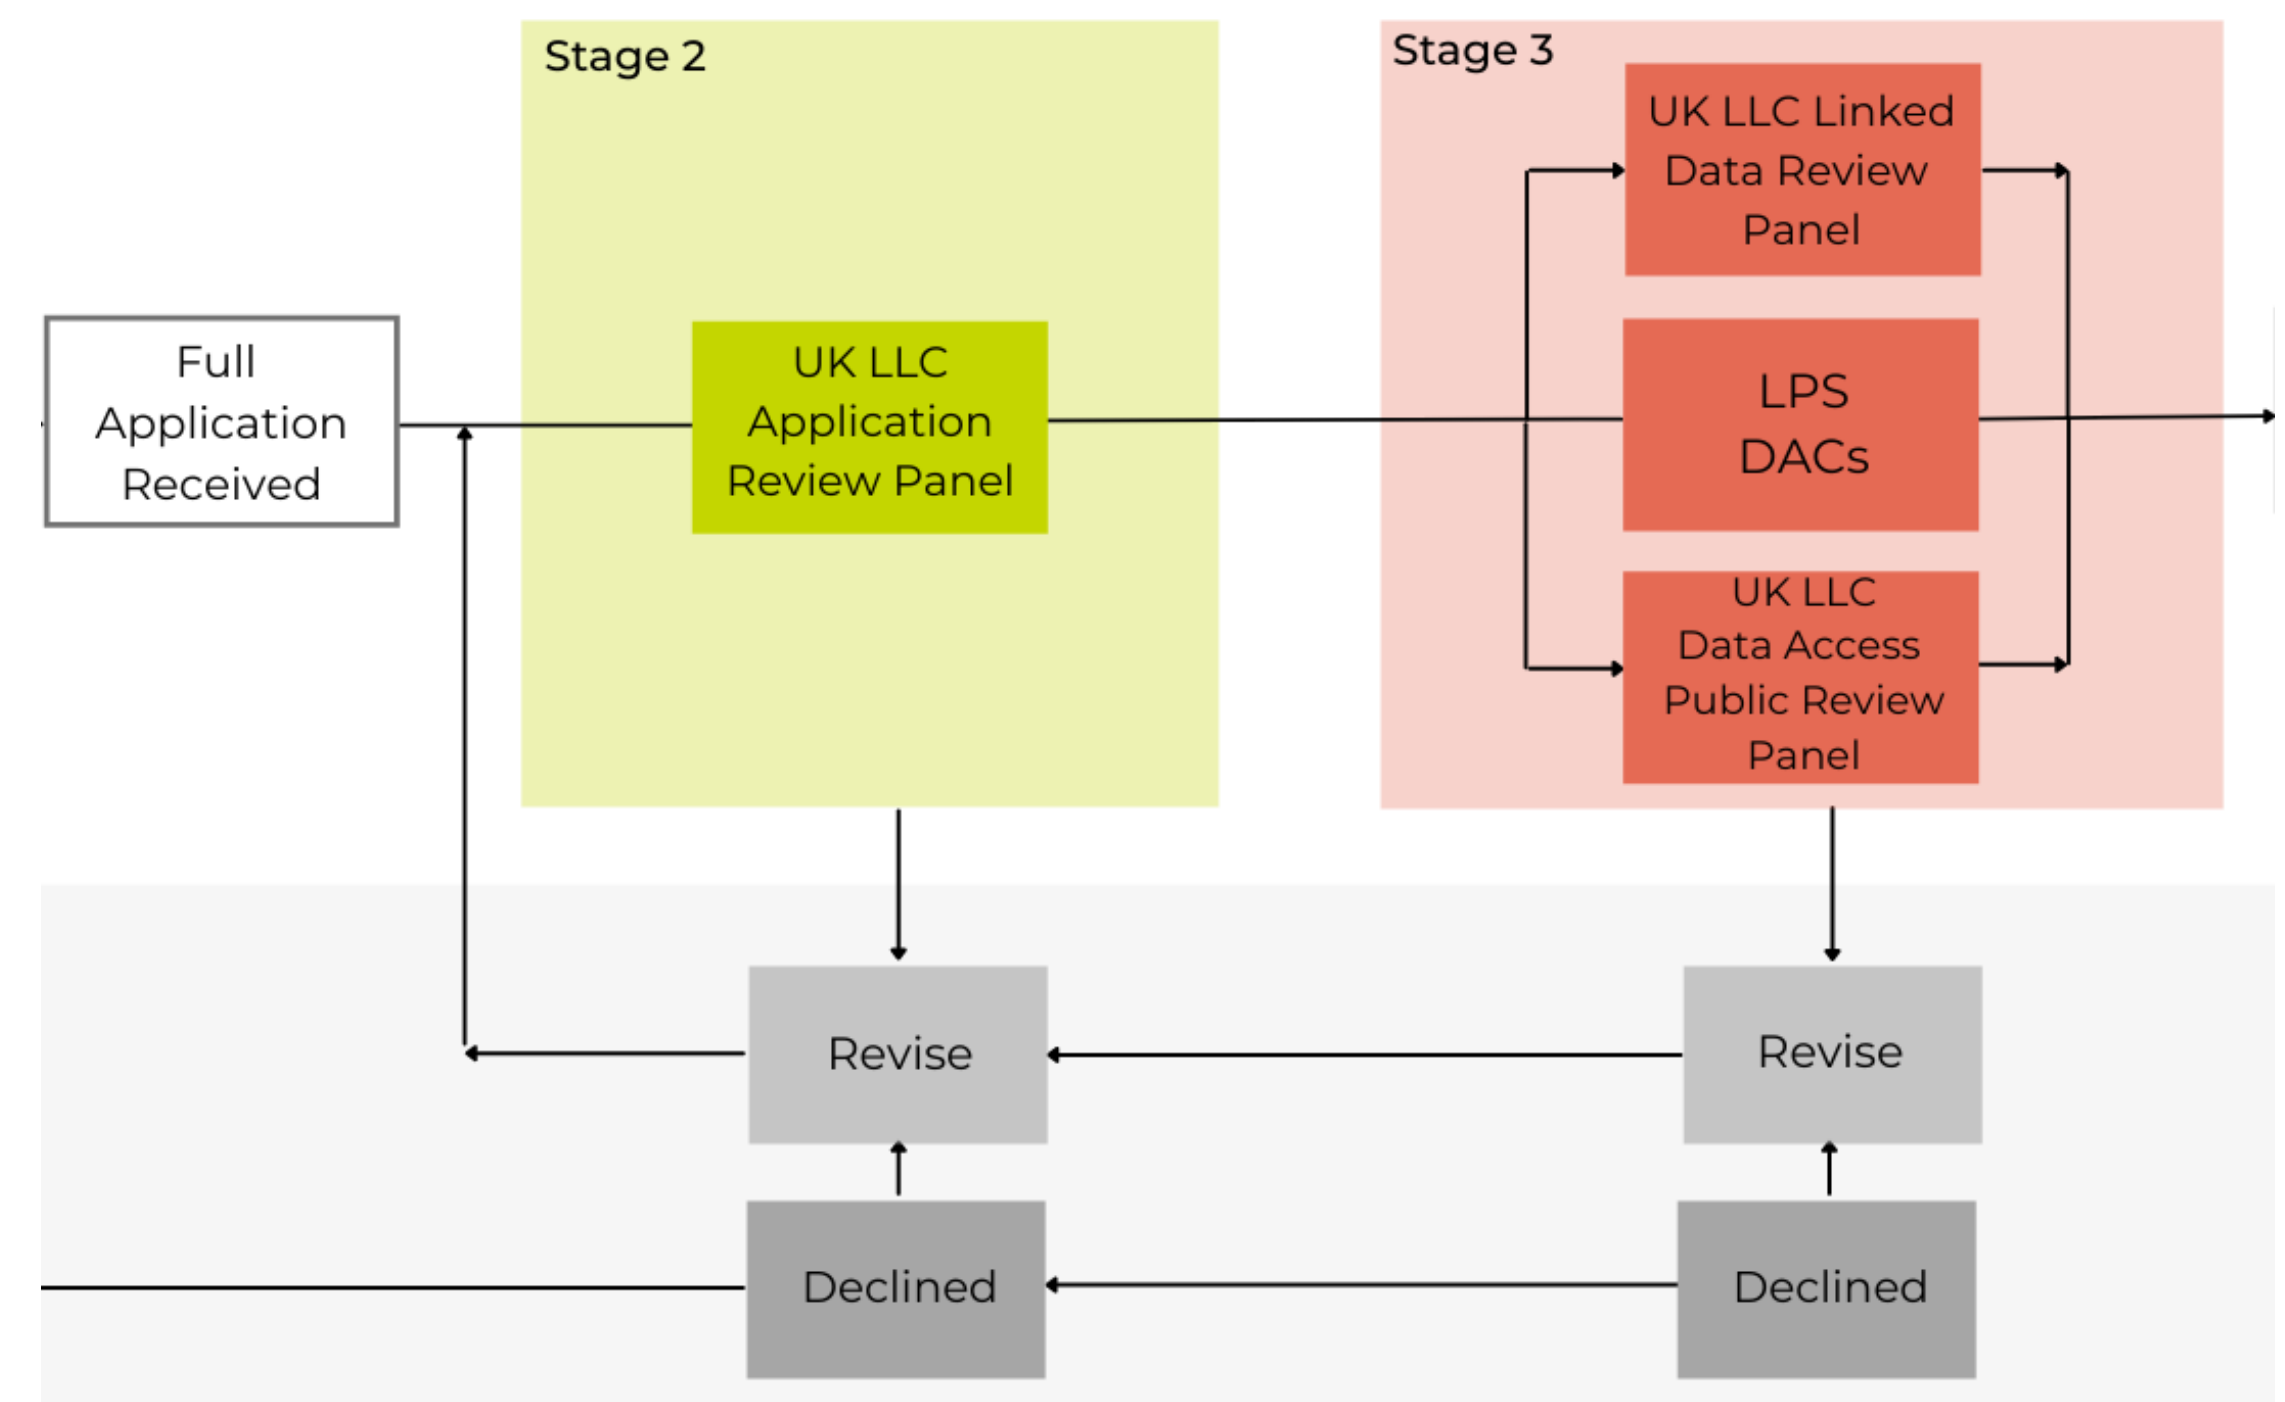 Stage 2
Stage 3
UK LLC Linked
Data Review
Panel
Full
Application
Received
UK LLC
Application
Review Panel
LPS
DACs
UK LLC
Data Access
Public Review
Panel
Revise
Revise
Declined
Declined